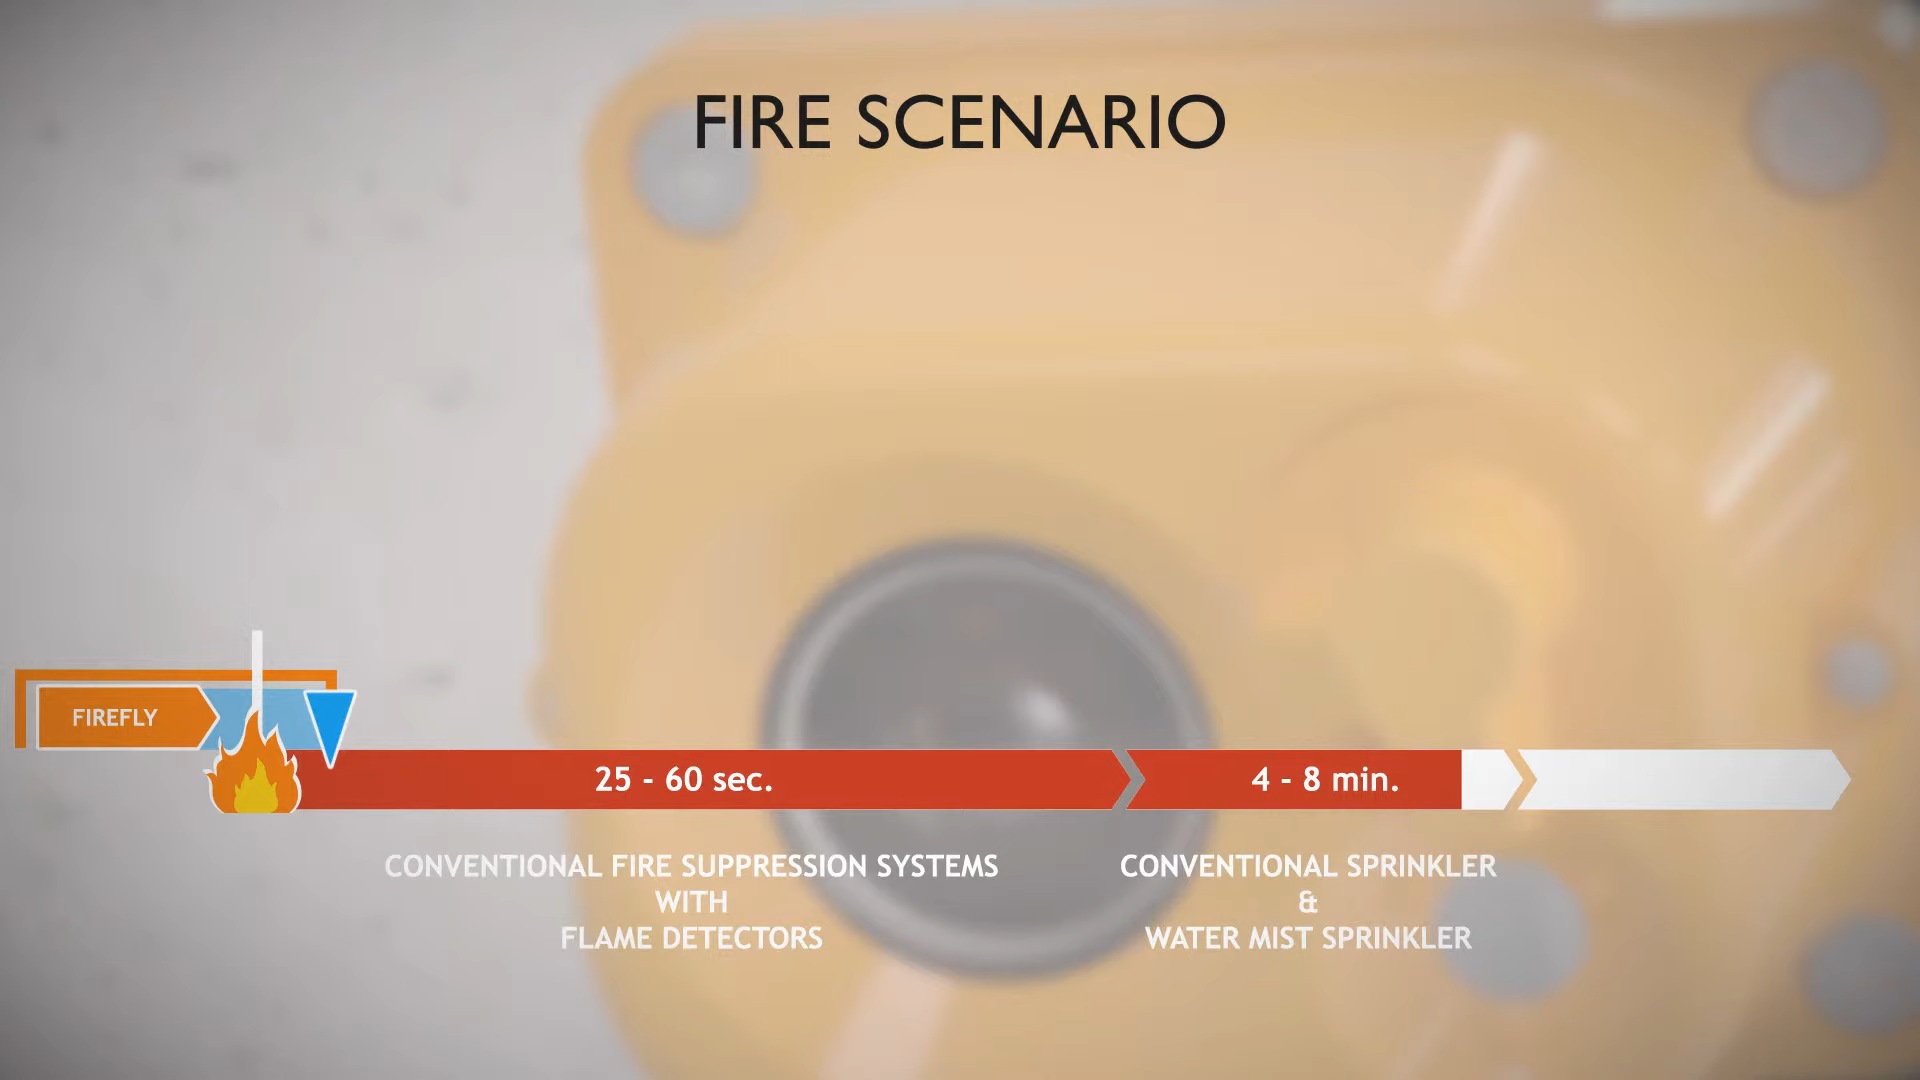 FIRE SCENARIO
FIREFLY
25 - 60 sec.
4 - 8 min.
CONVENTIONAL FIRE SUPPRESSION SYSTEMS
WITH
FLAME DETECTORS
CONVENTIONAL SPRINKLER
&
WATER MIST SPRINKLER